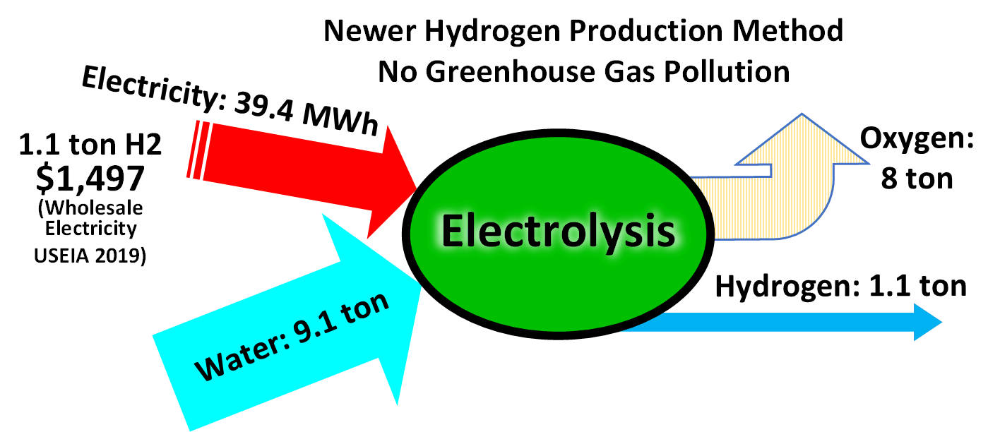 Newer Hydrogen Production Method
No Greenhouse Gas Pollution
Electricity: 39.4 MWh
1.1 ton H2
$1,497
(Wholesale
Electricity
USEIA 2019)
Water: 9.1 ton
Electrolysis
Oxygen:
8 ton
Hydrogen: 1.1 ton